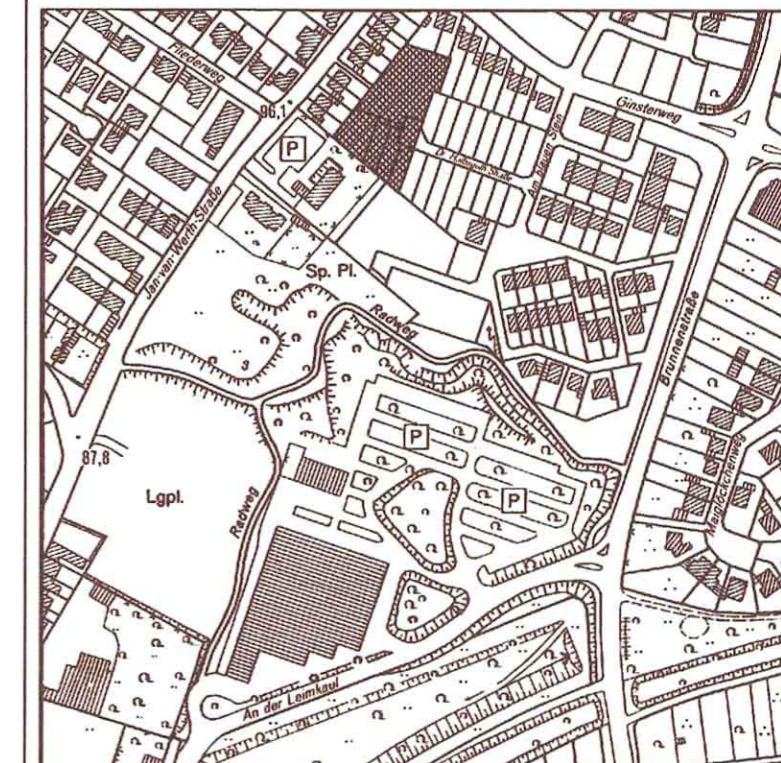 Fliederweg
96,1
P
Ginsterweg
Jan-van-Werth-Straße
Sp. Pl.
Radweg
Brunnenstraße
P
87,8
Maiglöckchenweg
Lgpl.
P
Radweg
An der Leimkaul